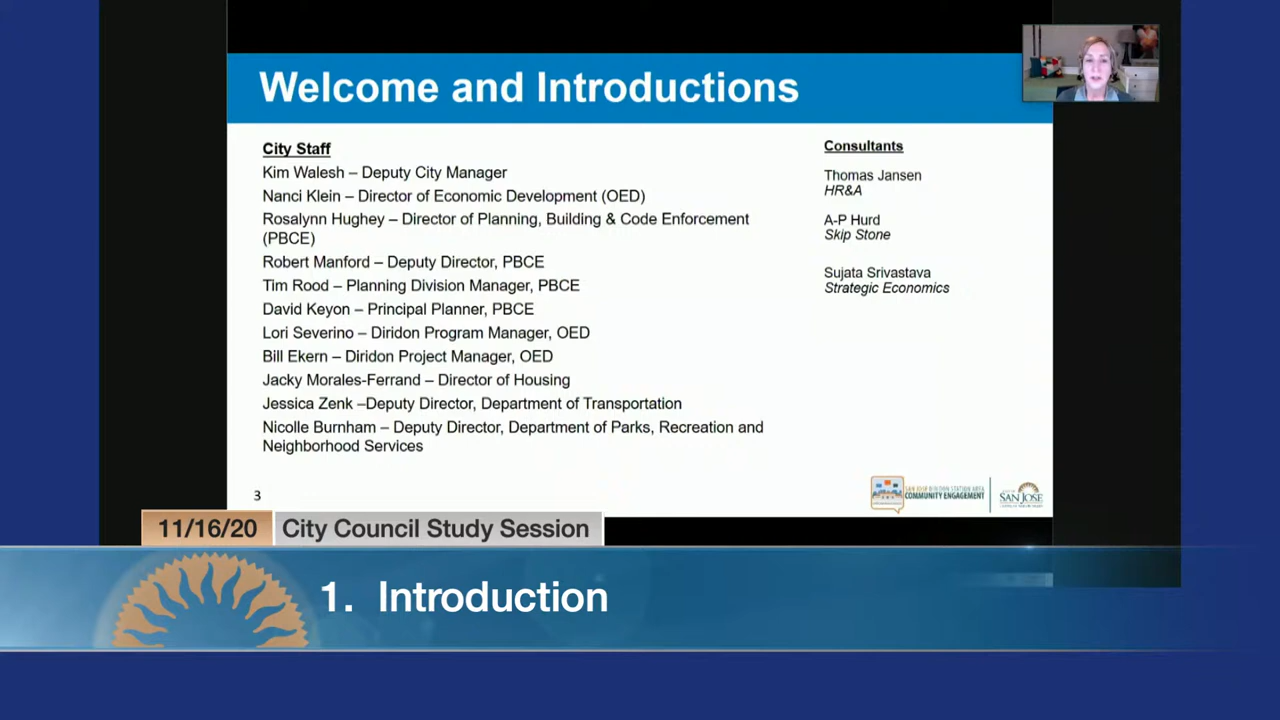 Welcome and Introductions
City Staff
Kim Walesh – Deputy City Manager
Nanci Klein – Director of Economic Development (OED)
Rosalynn Hughey – Director of Planning, Building & Code Enforcement
(PBCE)
Robert Manford – Deputy Director, PBCE
Tim Rood – Planning Division Manager, PBCE
David Keyon – Principal Planner, PBCE
Lori Severino – Diridon Program Manager, OED
Bill Ekern – Diridon Project Manager, OED
Jacky Morales-Ferrand – Director of Housing
Jessica Zenk –Deputy Director, Department of Transportation
Nicolle Burnham – Deputy Director, Department of Parks, Recreation and
Neighborhood Services
Consultants
Thomas Jansen
HR&A
A-P Hurd
Skip Stone
Sujata Srivastava
Strategic Economics
3
SAN JOSE DIRIDON STATION AREA
COMMUNITY ENGAGEMENT
SAN JOSE
11/16/20 City Council Study Session
1. Introduction